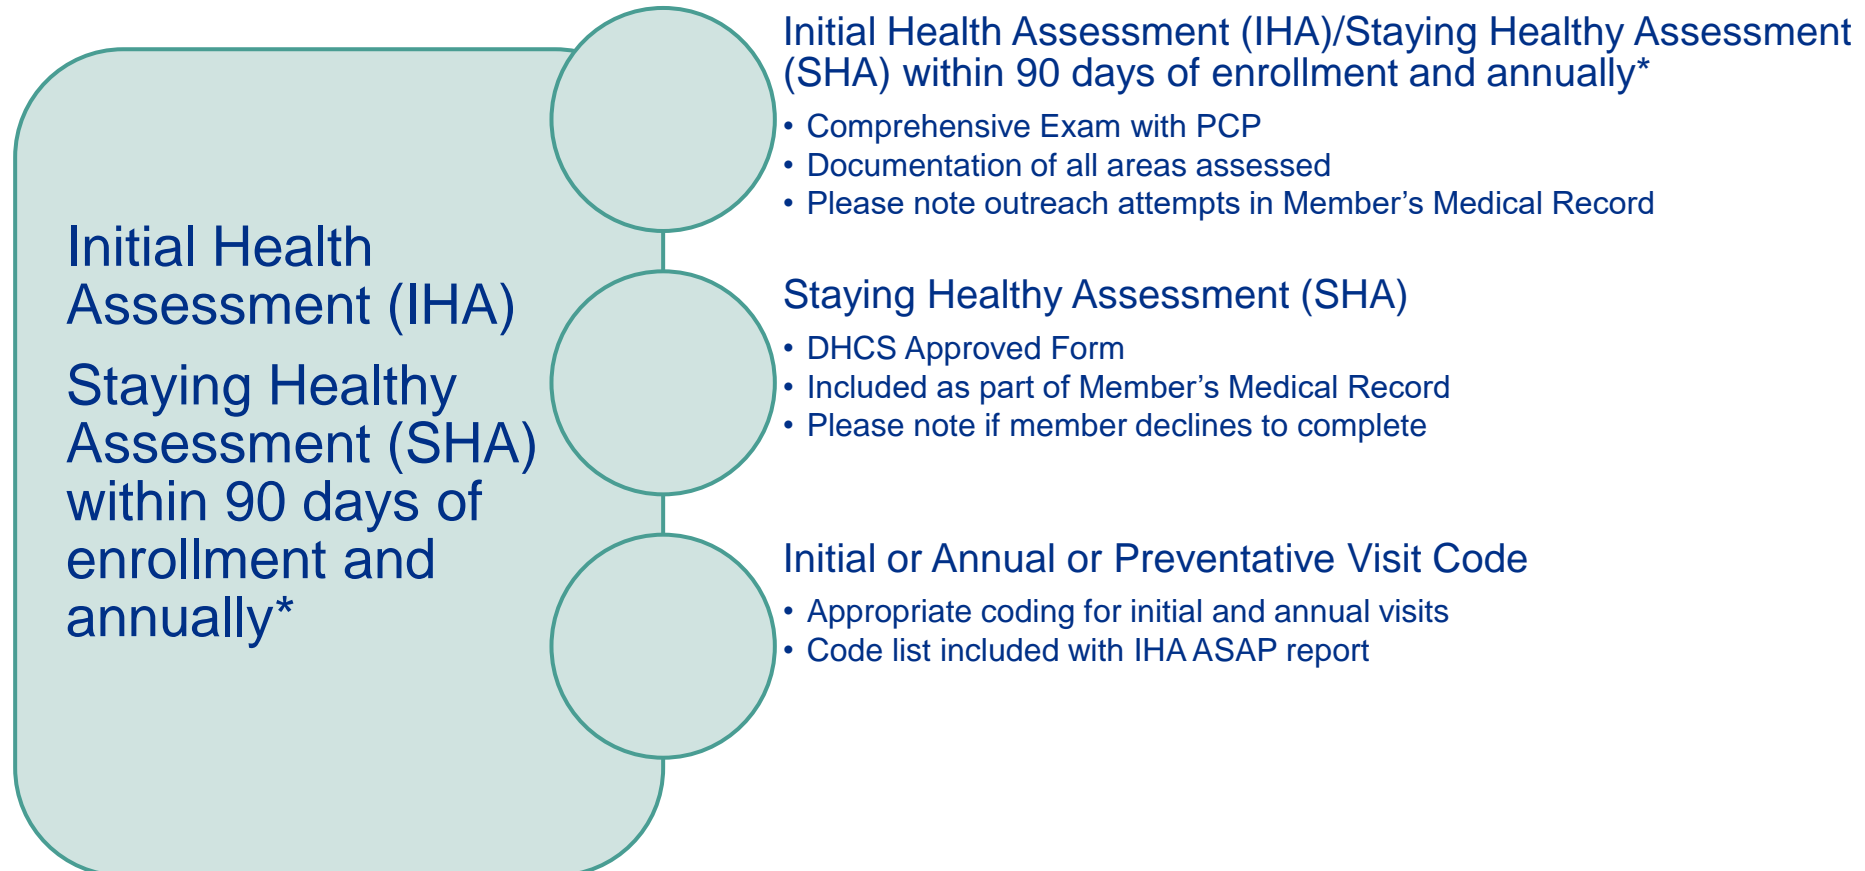 Initial Health
Assessment (IHA)
Staying Healthy
Assessment (SHA)
within 90 days of
enrollment and
annually*
Initial Health Assessment (IHA)/Staying Healthy Assessment
(SHA) within 90 days of enrollment and annually*
• Comprehensive Exam with PCP
• Documentation of all areas assessed
• Please note outreach attempts in Member’s Medical Record
Staying Healthy Assessment (SHA)
• DHCS Approved Form
• Included as part of Member’s Medical Record
• Please note if member declines to complete
Initial or Annual or Preventative Visit Code
• Appropriate coding for initial and annual visits
• Code list included with IHA ASAP report